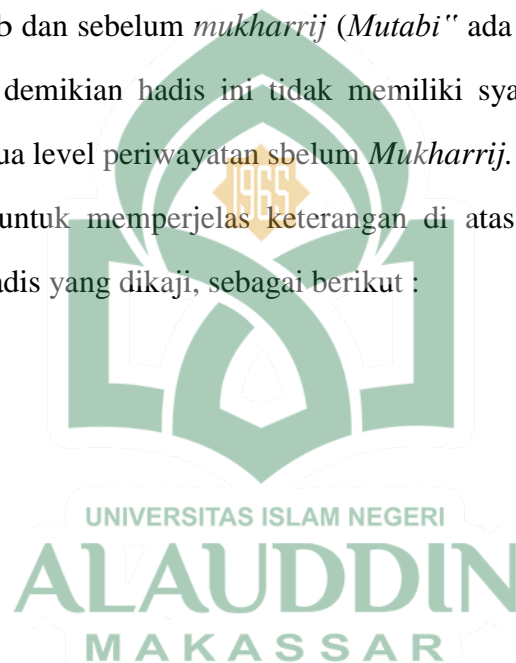 b dan sebelum mukharrij (Mutabi‟ ada
demikian hadis ini tidak memiliki sya
ua level periwayatan sbelum Mukharrij.
untuk memperjelas keterangan di atas
adis yang dikaji, sebagai berikut :
1965
UNIVERSITAS ISLAM NEGERI
ALAUDDIN
MAKASSAR